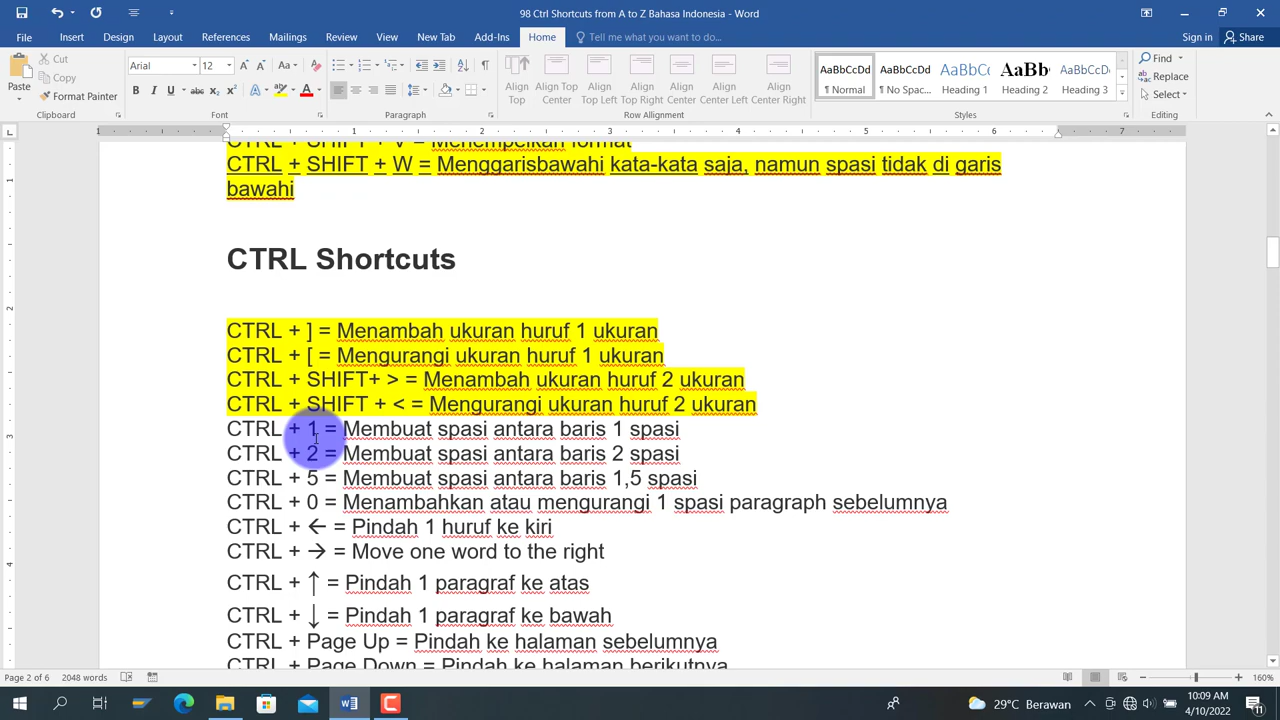 98 Ctrl Shortcuts from A to Z Bahasa Indonesia - Word
File Insert Design Layout References Mailings Review View New Tab Add-Ins Home Tell me what you want to do... Sign in Share
Paste
Cut
Copy
Format Painter
Clipboard
Arial 12
Font
Paragraph
Align Top
Align Top Center
Align Top Left
Align Top Right
Align Center
Align Center Left
Align Center Right
Row Alignment
AaBbCcDd ¶ Normal
AaBbCcDd ¶ No Spac...
AaBbCc Heading 1
AaBb Heading 2
AaBbCcD Heading 3
Styles
Find
Replace
Select
Editing
CTRL + SHIFT + V = Menempelkan format
CTRL + SHIFT + W = Menggarisbawahi kata-kata saja, namun spasi tidak di garis
bawahi
CTRL Shortcuts
CTRL + ] = Menambah ukuran huruf 1 ukuran
CTRL + [ = Mengurangi ukuran huruf 1 ukuran
CTRL + SHIFT+ > = Menambah ukuran huruf 2 ukuran
CTRL + SHIFT + < = Mengurangi ukuran huruf 2 ukuran
CTRL + 1 = Membuat spasi antara baris 1 spasi
CTRL + 2 = Membuat spasi antara baris 2 spasi
CTRL + 5 = Membuat spasi antara baris 1,5 spasi
CTRL + 0 = Menambahkan atau mengurangi 1 spasi paragraph sebelumnya
CTRL + ← = Pindah 1 huruf ke kiri
CTRL + → = Move one word to the right
CTRL + ↑ = Pindah 1 paragraf ke atas
CTRL + ↓ = Pindah 1 paragraf ke bawah
CTRL + Page Up = Pindah ke halaman sebelumnya
CTRL + Page Down = Pindah ke halaman berikutnya
Page 2 of 6 2048 words 160%
29°C Berawan 10:09 AM
4/10/2022